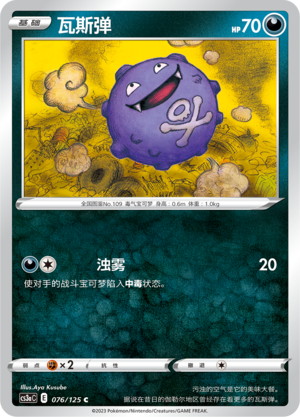 基础 瓦斯弹 HP70
全国图鉴No.109 毒气宝可梦 身高：0.6m 体重：1.0kg
浊雾 20
使对手的战斗宝可梦陷入中毒状态。
Illus.Aya Kusube
弱点 ×2 抗性 撤退
CS3aC E 076/125 C
污浊的空气是它的美味大餐。
据说在昔日的伽勒尔地区曾经存在着更多的瓦斯弹。
©2023 Pokémon/Nintendo/Creatures/GAME FREAK.